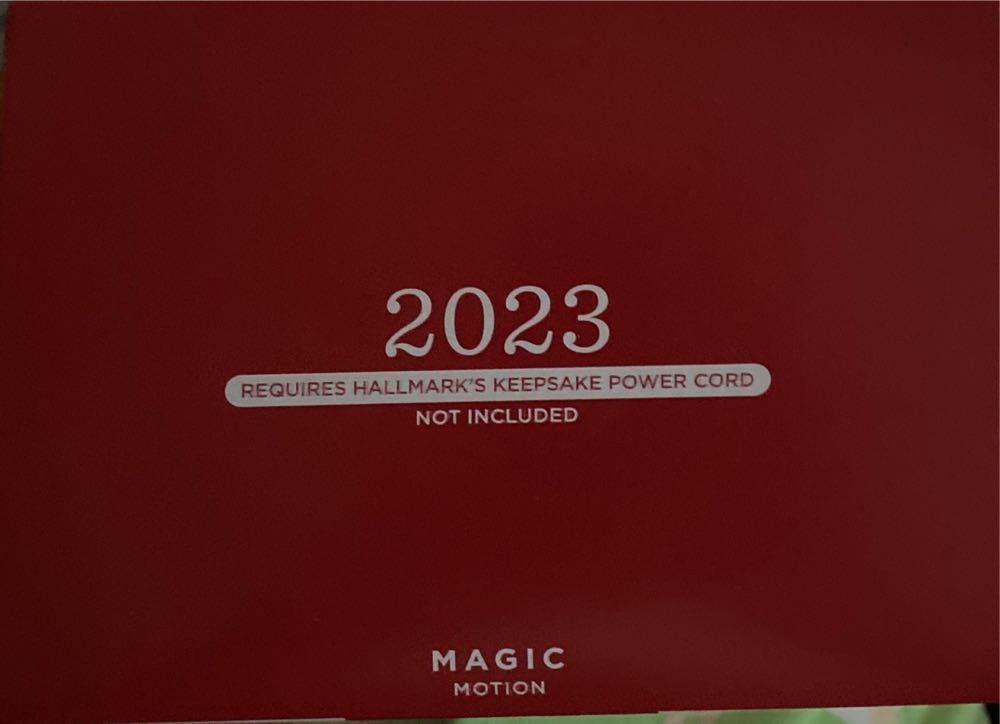 2023
REQUIRES HALLMARK'S KEEPSAKE POWER CORD
NOT INCLUDED
MAGIC
MOTION